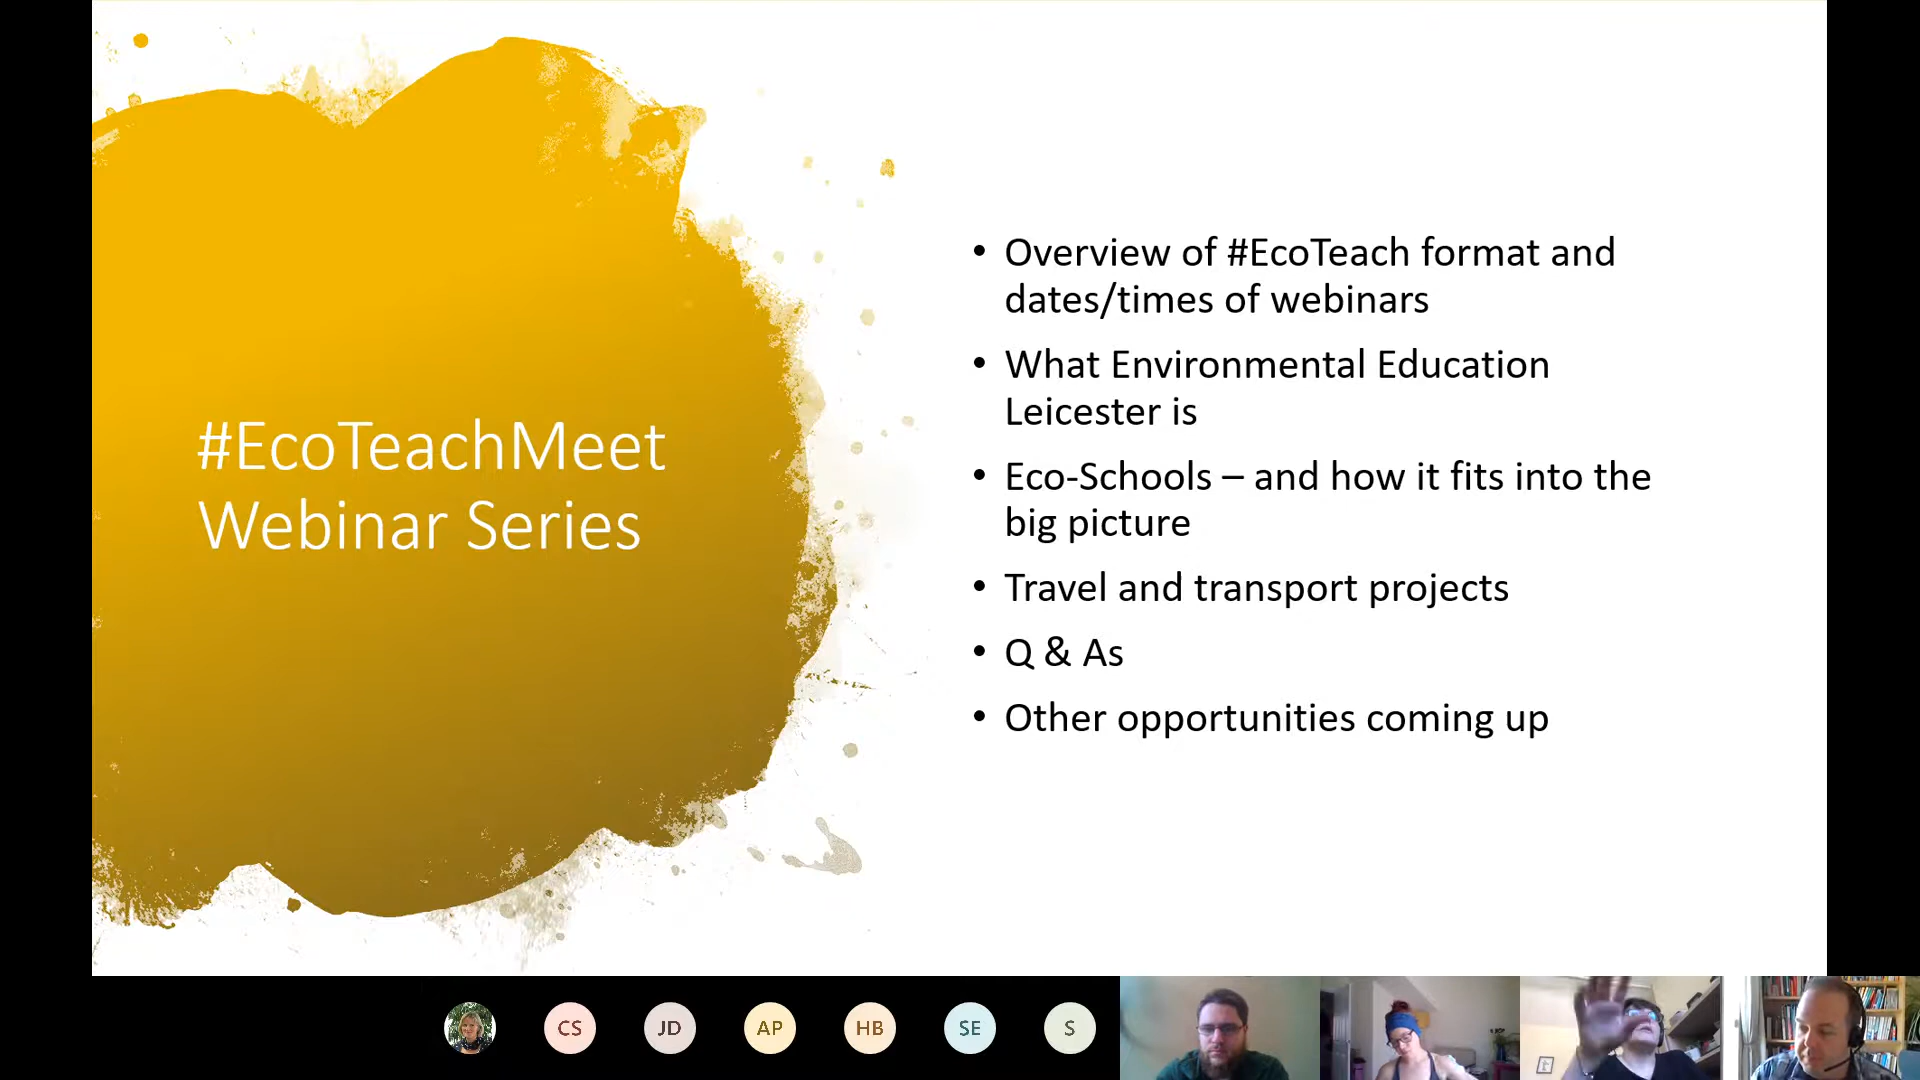 #EcoTeachMeet
Webinar Series
• Overview of #EcoTeach format and
dates/times of webinars
• What Environmental Education
Leicester is
• Eco-Schools – and how it fits into the
big picture
• Travel and transport projects
• Q & As
• Other opportunities coming up
CS JD AP HB SE S